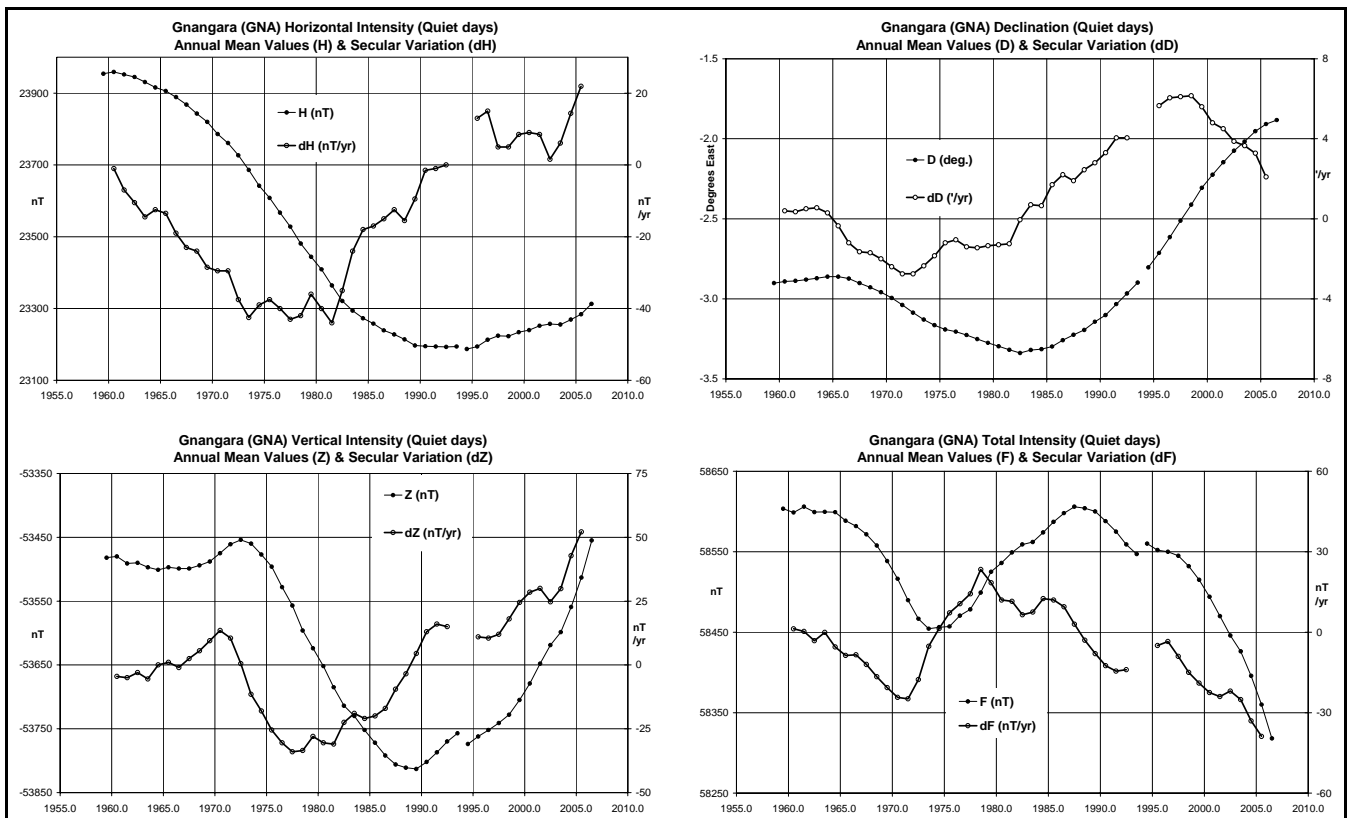 Gnangara (GNA) Horizontal Intensity (Quiet days)
Annual Mean Values (H) & Secular Variation (dH)
23900
23700
23500
23300
23100
nT
20
0
-20
-40
-60
nT
/yr
H (nT)
dH (nT/yr)
1955.0 1960.0 1965.0 1970.0 1975.0 1980.0 1985.0 1990.0 1995.0 2000.0 2005.0 2010.0
Gnangara (GNA) Declination (Quiet days)
Annual Mean Values (D) & Secular Variation (dD)
-1.5
-2.0
-2.5
-3.0
-3.5
Degrees East
8
4
0
-4
-8
'/yr
D (deg.)
dD ('/yr)
1955.0 1960.0 1965.0 1970.0 1975.0 1980.0 1985.0 1990.0 1995.0 2000.0 2005.0 2010.0
Gnangara (GNA) Vertical Intensity (Quiet days)
Annual Mean Values (Z) & Secular Variation (dZ)
-53350
-53450
-53550
-53650
-53750
-53850
nT
75
50
25
0
-25
-50
nT
/yr
Z (nT)
dZ (nT/yr)
1955.0 1960.0 1965.0 1970.0 1975.0 1980.0 1985.0 1990.0 1995.0 2000.0 2005.0 2010.0
Gnangara (GNA) Total Intensity (Quiet days)
Annual Mean Values (F) & Secular Variation (dF)
58650
58550
58450
58350
58250
nT
60
30
0
-30
-60
nT
/yr
F (nT)
dF (nT/yr)
1955.0 1960.0 1965.0 1970.0 1975.0 1980.0 1985.0 1990.0 1995.0 2000.0 2005.0 2010.0